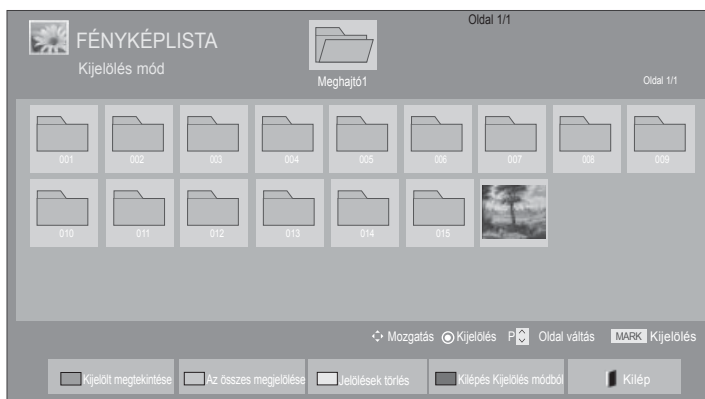 Oldal 1/1
FÉNYKÉPLISTA
Kijelölés mód
Meghajtó1
Oldal 1/1
001 002 003 004 005 006 007 008 009
010 011 012 013 014 015
Mozgatás Kijelölés P Oldal váltás MARK Kijelölés
Kijelölt megtekintése Az összes megjelölése Jelölések törlés Kilépés Kijelölés módból Kilép